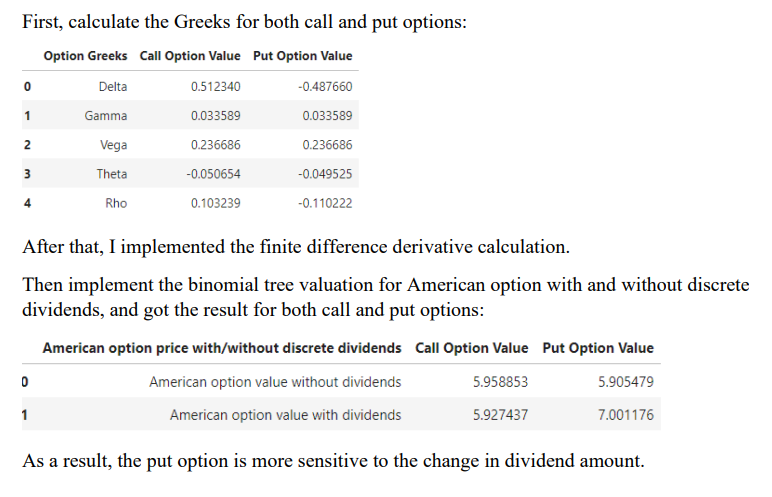 First, calculate the Greeks for both call and put options:
Option Greeks Call Option Value Put Option Value
0 Delta 0.512340 -0.487660
1 Gamma 0.033589 0.033589
2 Vega 0.236686 0.236686
3 Theta -0.050654 -0.049525
4 Rho 0.103239 -0.110222
After that, I implemented the finite difference derivative calculation.
Then implement the binomial tree valuation for American option with and without discrete
dividends, and got the result for both call and put options:
American option price with/without discrete dividends Call Option Value Put Option Value
0 American option value without dividends 5.958853 5.905479
1 American option value with dividends 5.927437 7.001176
As a result, the put option is more sensitive to the change in dividend amount.